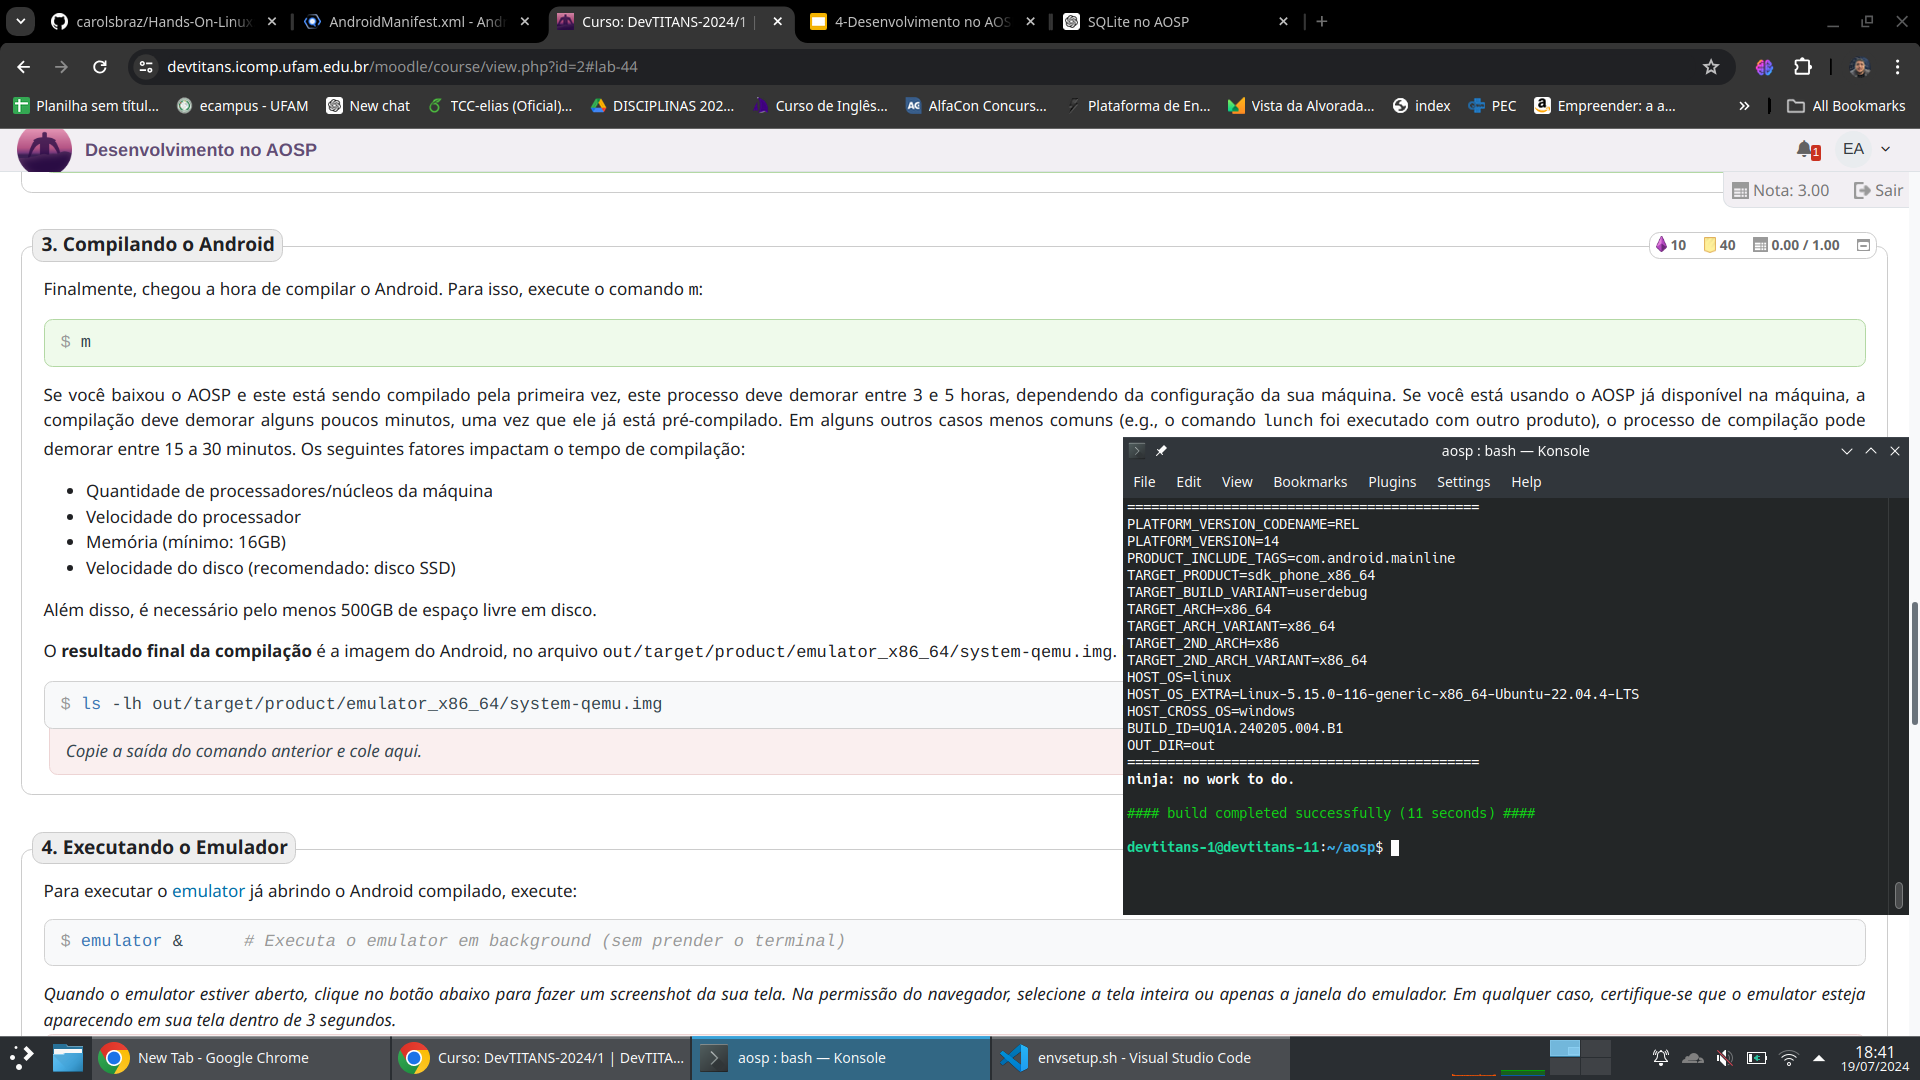 carolsbraz/Hands-On-Linux
AndroidManifest.xml - And
Curso: DevTITANS-2024/1 |
4-Desenvolvimento no AOS
SQLite no AOSP
devtitans.icomp.ufam.edu.br/moodle/course/view.php?id=2#lab-44
Planilha sem títul...
ecampus - UFAM
New chat
TCC-elias (Oficial)...
DISCIPLINAS 202...
Curso de Inglês...
AlfaCon Concurs...
Plataforma de En...
Vista da Alvorada...
index
PEC
Empreender: a a...
»
All Bookmarks
Desenvolvimento no AOSP
1
EA
Nota: 3.00
Sair
3. Compilando o Android
10
40
0.00 / 1.00
Finalmente, chegou a hora de compilar o Android. Para isso, execute o comando m:
$ m
Se você baixou o AOSP e este está sendo compilado pela primeira vez, este processo deve demorar entre 3 e 5 horas, dependendo da configuração da sua máquina. Se você está usando o AOSP já disponível na máquina, a
compilação deve demorar alguns poucos minutos, uma vez que ele já está pré-compilado. Em alguns outros casos menos comuns (e.g., o comando lunch foi executado com outro produto), o processo de compilação pode
demorar entre 15 a 30 minutos. Os seguintes fatores impactam o tempo de compilação:
• Quantidade de processadores/núcleos da máquina
• Velocidade do processador
• Memória (mínimo: 16GB)
• Velocidade do disco (recomendado: disco SSD)
Além disso, é necessário pelo menos 500GB de espaço livre em disco.
O resultado final da compilação é a imagem do Android, no arquivo out/target/product/emulator_x86_64/system-qemu.img.
$ ls -lh out/target/product/emulator_x86_64/system-qemu.img
Copie a saída do comando anterior e cole aqui.
4. Executando o Emulador
Para executar o emulator já abrindo o Android compilado, execute:
$ emulator & # Executa o emulator em background (sem prender o terminal)
Quando o emulator estiver aberto, clique no botão abaixo para fazer um screenshot da sua tela. Na permissão do navegador, selecione a tela inteira ou apenas a janela do emulador. Em qualquer caso, certifique-se que o emulator esteja
aparecendo em sua tela dentro de 3 segundos.
aosp : bash — Konsole
File
Edit
View
Bookmarks
Plugins
Settings
Help
============================================
PLATFORM_VERSION_CODENAME=REL
PLATFORM_VERSION=14
PRODUCT_INCLUDE_TAGS=com.android.mainline
TARGET_PRODUCT=sdk_phone_x86_64
TARGET_BUILD_VARIANT=userdebug
TARGET_ARCH=x86_64
TARGET_ARCH_VARIANT=x86_64
TARGET_2ND_ARCH=x86
TARGET_2ND_ARCH_VARIANT=x86_64
HOST_OS=linux
HOST_OS_EXTRA=Linux-5.15.0-116-generic-x86_64-Ubuntu-22.04.4-LTS
HOST_CROSS_OS=windows
BUILD_ID=UQ1A.240205.004.B1
OUT_DIR=out
============================================
ninja: no work to do.
#### build completed successfully (11 seconds) ####
devtitans-1@devtitans-11:~/aosp$
New Tab - Google Chrome
Curso: DevTITANS-2024/1 | DevTITA...
aosp : bash — Konsole
envsetup.sh - Visual Studio Code
18:41
19/07/2024